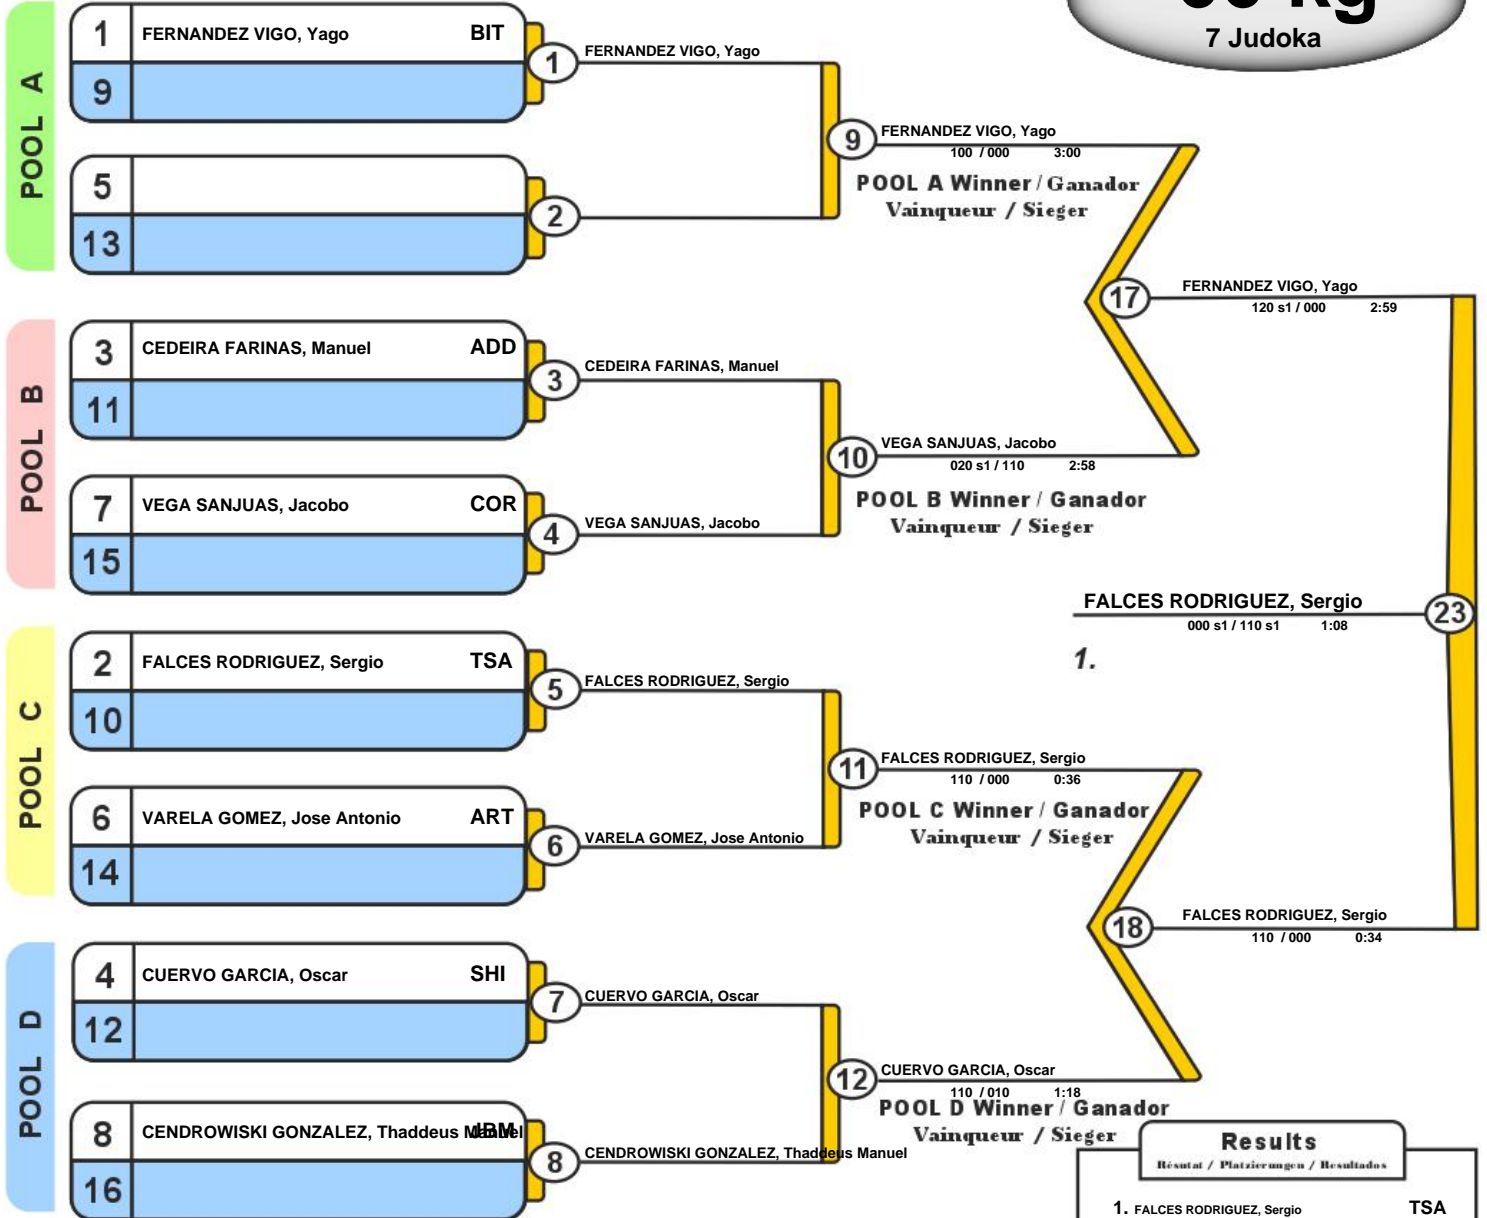 7 Judoka
POOL A
1 FERNANDEZ VIGO, Yago BIT
9
5
13
1 FERNANDEZ VIGO, Yago
2
9 FERNANDEZ VIGO, Yago
100 / 000 3:00
POOL A Winner / Ganador
Vainqueur / Sieger
POOL B
3 CEDEIRA FARINAS, Manuel ADD
11
7 VEGA SANJUAS, Jacobo COR
15
3 CEDEIRA FARINAS, Manuel
4 VEGA SANJUAS, Jacobo
10 VEGA SANJUAS, Jacobo
020 s1 / 110 2:58
POOL B Winner / Ganador
Vainqueur / Sieger
17 FERNANDEZ VIGO, Yago
120 s1 / 000 2:59
FALCES RODRIGUEZ, Sergio 23
000 s1 / 110 s1 1:08
1.
POOL C
2 FALCES RODRIGUEZ, Sergio TSA
10
6 VARELA GOMEZ, Jose Antonio ART
14
5 FALCES RODRIGUEZ, Sergio
6 VARELA GOMEZ, Jose Antonio
11 FALCES RODRIGUEZ, Sergio
110 / 000 0:36
POOL C Winner / Ganador
Vainqueur / Sieger
POOL D
4 CUERVO GARCIA, Oscar SHI
12
8 CENDROWISKI GONZALEZ, Thaddeus Manuel JBM
16
7 CUERVO GARCIA, Oscar
8 CENDROWISKI GONZALEZ, Thaddeus Manuel
12 CUERVO GARCIA, Oscar
110 / 010 1:18
POOL D Winner / Ganador
Vainqueur / Sieger
18 FALCES RODRIGUEZ, Sergio
110 / 000 0:34
Results
Résutat / Platzierungen / Resultados
1. FALCES RODRIGUEZ, Sergio TSA